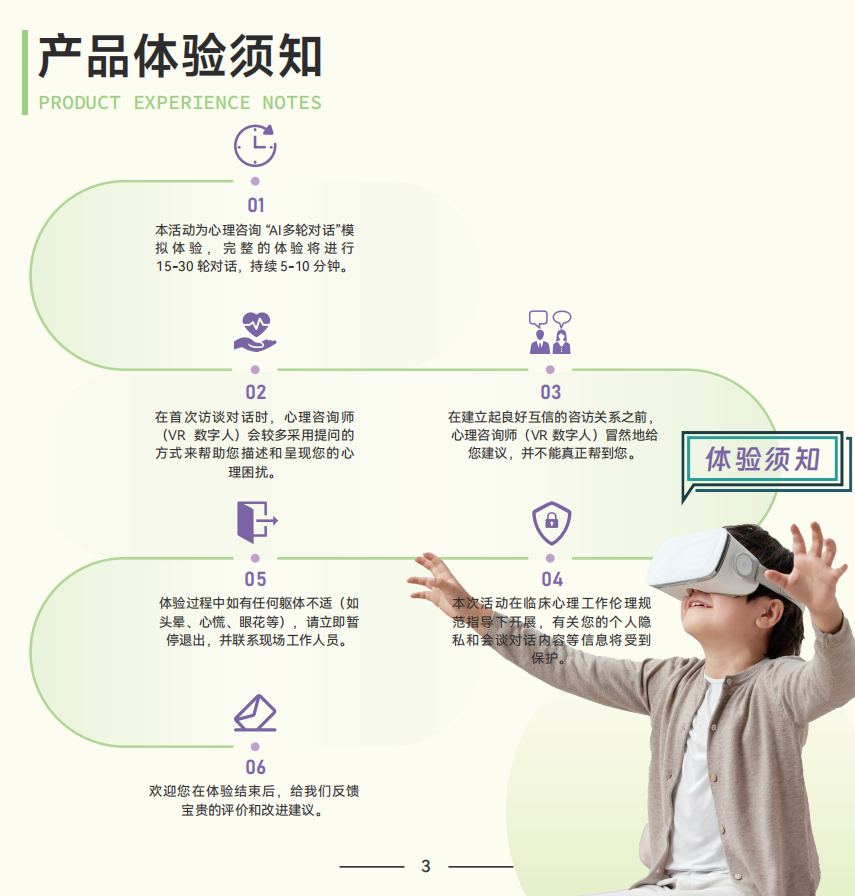 产品体验须知
PRODUCT EXPERIENCE NOTES
01
本活动为心理咨询 “AI多轮对话”模
拟体验，完整的体验将进行
15-30 轮对话，持续 5-10 分钟。
02
在首次访谈对话时，心理咨询师
（VR 数字人）会较多采用提问的
方式来帮助您描述和呈现您的心
理困扰。
03
在建立起良好互信的咨访关系之前，
心理咨询师（VR 数字人）冒然地给
您建议，并不能真正帮到您。
体验须知
04
本次活动在临床心理工作伦理规
范指导下开展，有关您的个人隐
私和会谈对话内容等信息将受到
保护。
05
体验过程中如有任何躯体不适（如
头晕、心慌、眼花等），请立即暂
停退出，并联系现场工作人员。
06
欢迎您在体验结束后，给我们反馈
宝贵的评价和改进建议。
3